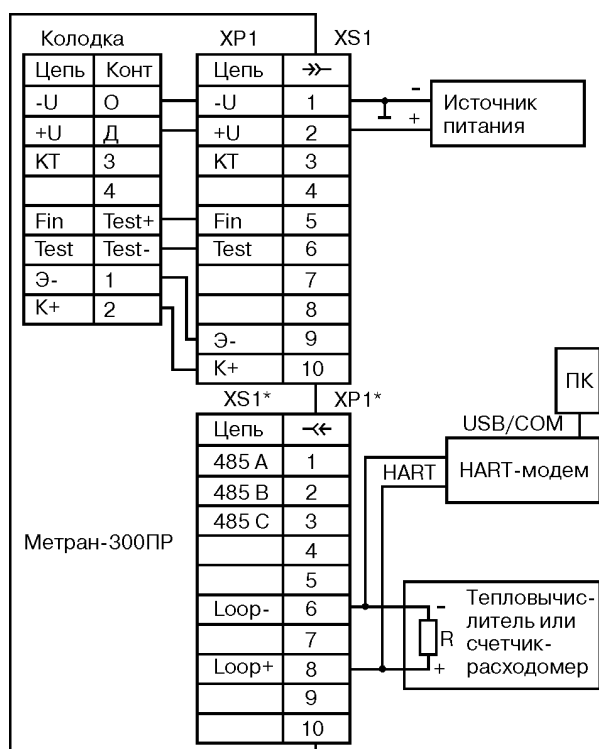 Колодка XP1 XS1
Цепь Конт Цепь
-U О -U 1 - Источник
+U Д +U 2 + питания
КТ 3 КТ 3
4 4
Fin Test+ Fin 5
Test Test- Test 6
Э- 1 7
К+ 2 8
Э- 9
К+ 10
ПК
XS1* XP1*
USB/COM
Цепь
485 A 1 HART HART-модем
485 B 2
485 C 3
Метран-300ПР 4
5
Loop- 6 - Тепловычис-
литель или
7 R счетчик-
Loop+ 8 + расходомер
9
10